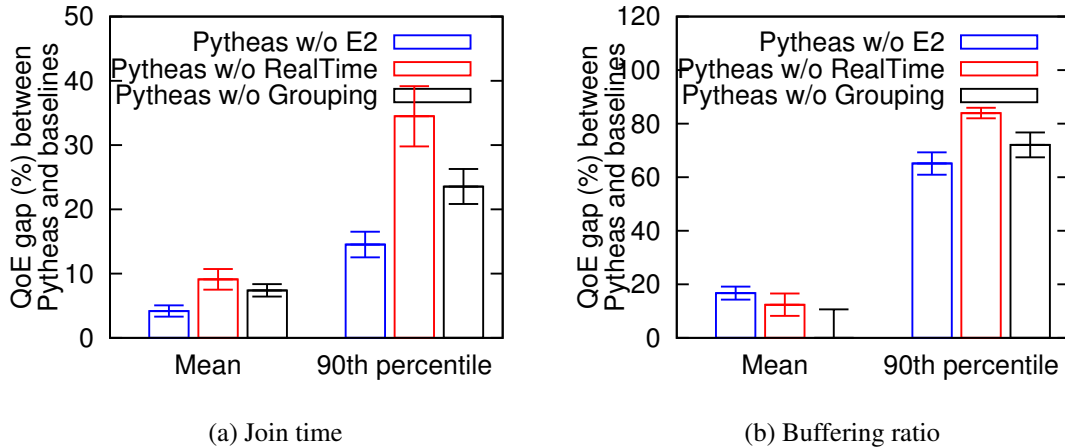 50
40
30
20
10
0
QoE gap (%) between
Pytheas and baselines
Pytheas w/o E2
Pytheas w/o RealTime
Pytheas w/o Grouping
Mean
90th percentile
(a) Join time
120
100
80
60
40
20
0
QoE gap (%) between
Pytheas and baselines
Pytheas w/o E2
Pytheas w/o RealTime
Pytheas w/o Grouping
Mean
90th percentile
(b) Buffering ratio